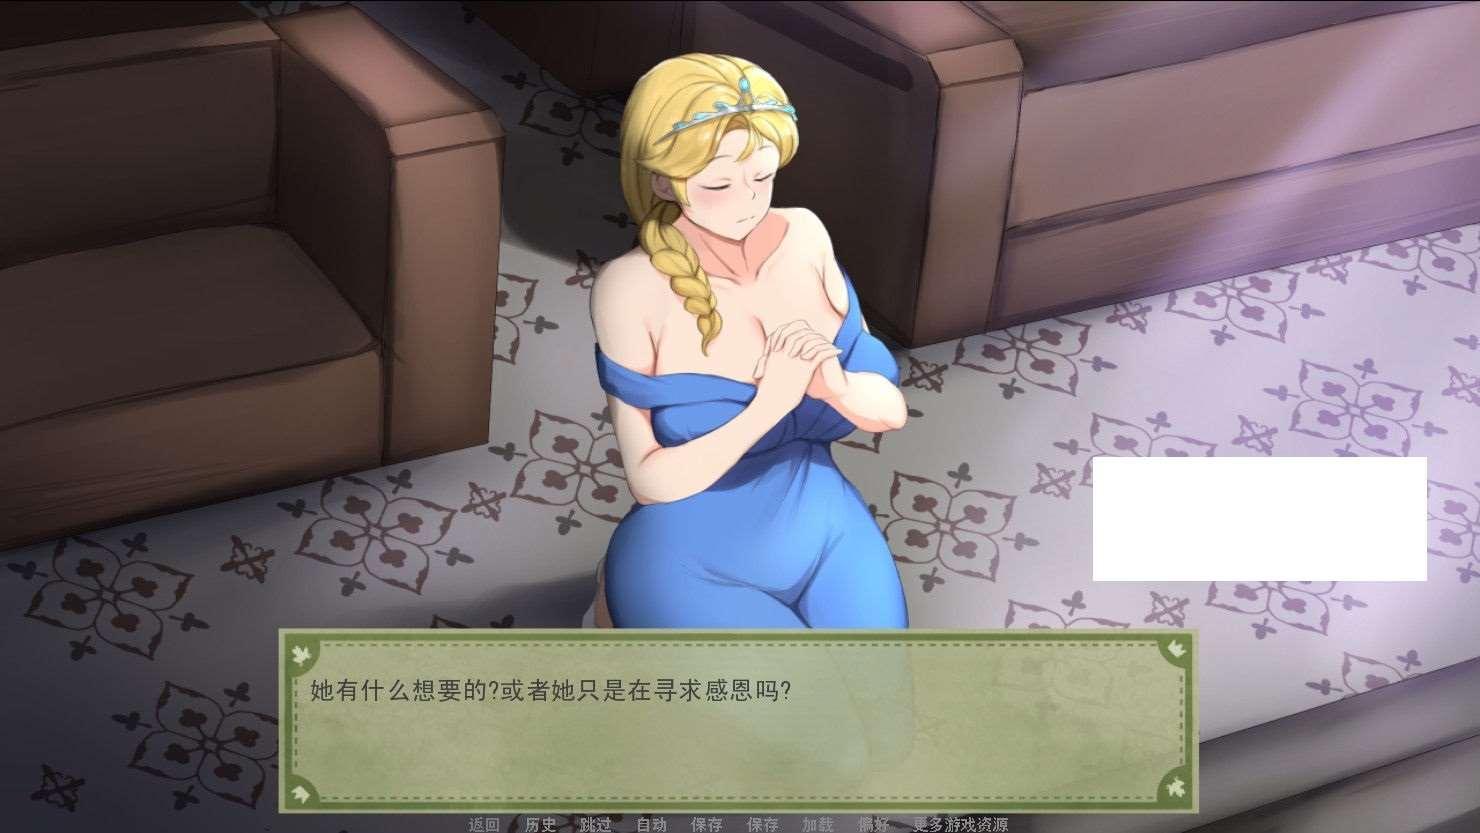 她有什么想要的?或者她只是在寻求感恩吗?
返回 历史 跳过 自动 保存 保存 加载 偏好 更多游戏资源